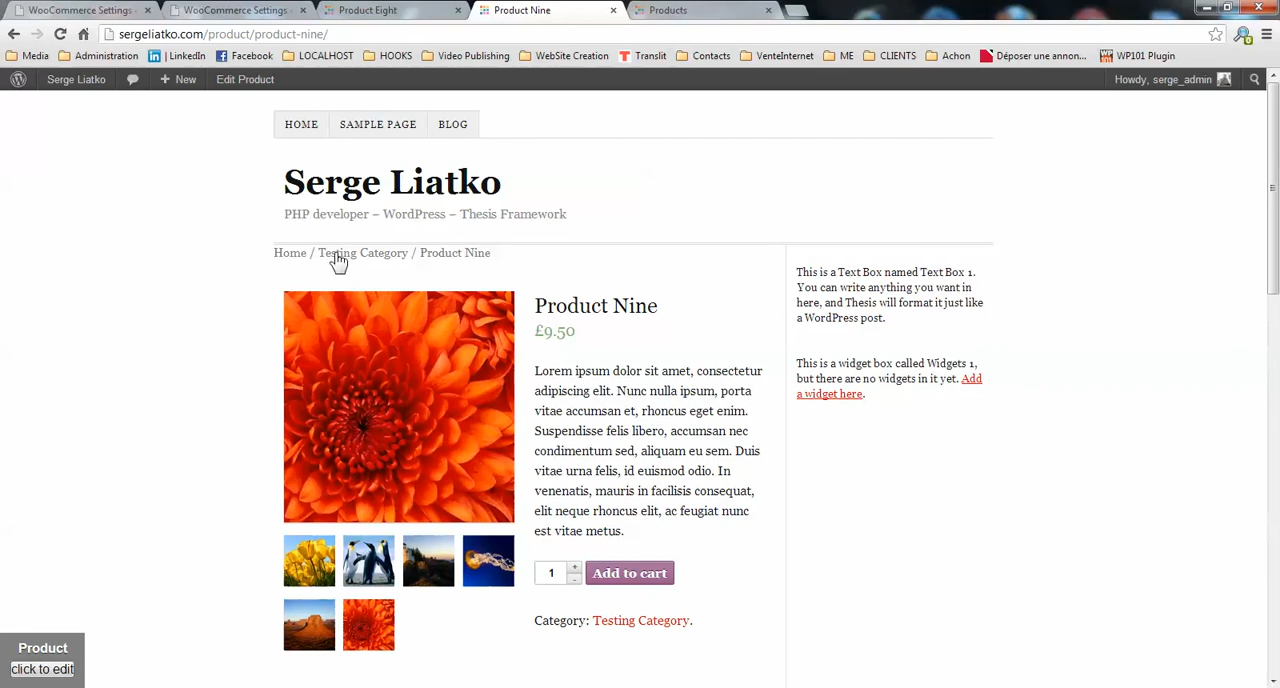 WooCommerce Settings -
WooCommerce Settings -
Product Eight
Product Nine
Products
sergeliatko.com/product/product-nine/
Media
Administration
LinkedIn
Facebook
LOCALHOST
HOOKS
Video Publishing
WebSite Creation
Translit
Contacts
VenteInternet
ME
CLIENTS
Achon
Déposer une annon...
WP101 Plugin
Serge Liatko
New
Edit Product
Howdy, serge_admin
HOME
SAMPLE PAGE
BLOG
Serge Liatko
PHP developer – WordPress – Thesis Framework
Home / Testing Category / Product Nine
Product Nine
£9.50
Lorem ipsum dolor sit amet, consectetur
adipiscing elit. Nunc nulla ipsum, porta
vitae accumsan et, rhoncus eget enim.
Suspendisse felis libero, accumsan nec
condimentum sed, aliquam eu sem. Duis
vitae urna felis, id euismod odio. In
venenatis, mauris in facilisis consequat,
elit neque rhoncus elit, ac feugiat nunc
est vitae metus.
1
+
-
Add to cart
Category: Testing Category.
This is a Text Box named Text Box 1.
You can write anything you want in
here, and Thesis will format it just like
a WordPress post.
This is a widget box called Widgets 1,
but there are no widgets in it yet. Add
a widget here.
Product
click to edit